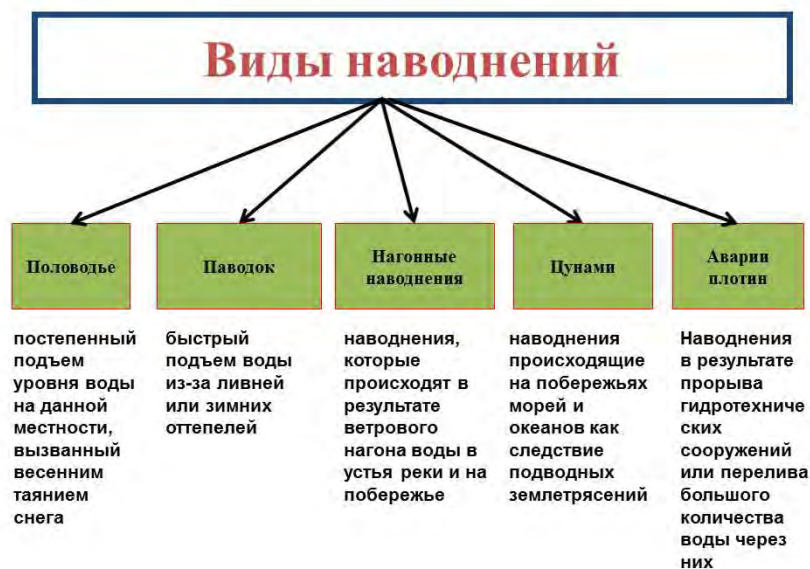 Виды наводнений
Половодье
Паводок
Нагонные
наводнения
Цунами
Аварии
плотин
постепенный
подъем
уровня воды
на данной
местности,
вызванный
весенним
таянием
снега
быстрый
подъем воды
из-за ливней
или зимних
оттепелей
наводнения,
которые
происходят в
результате
ветрового
нагона воды в
устья реки и на
побережье
наводнения
происходящие
на побережьях
морей и
океанов как
следствие
подводных
землетрясений
Наводнения
в результате
прорыва
гидротехниче
ских
сооружений
или перелива
большого
количества
воды через
них